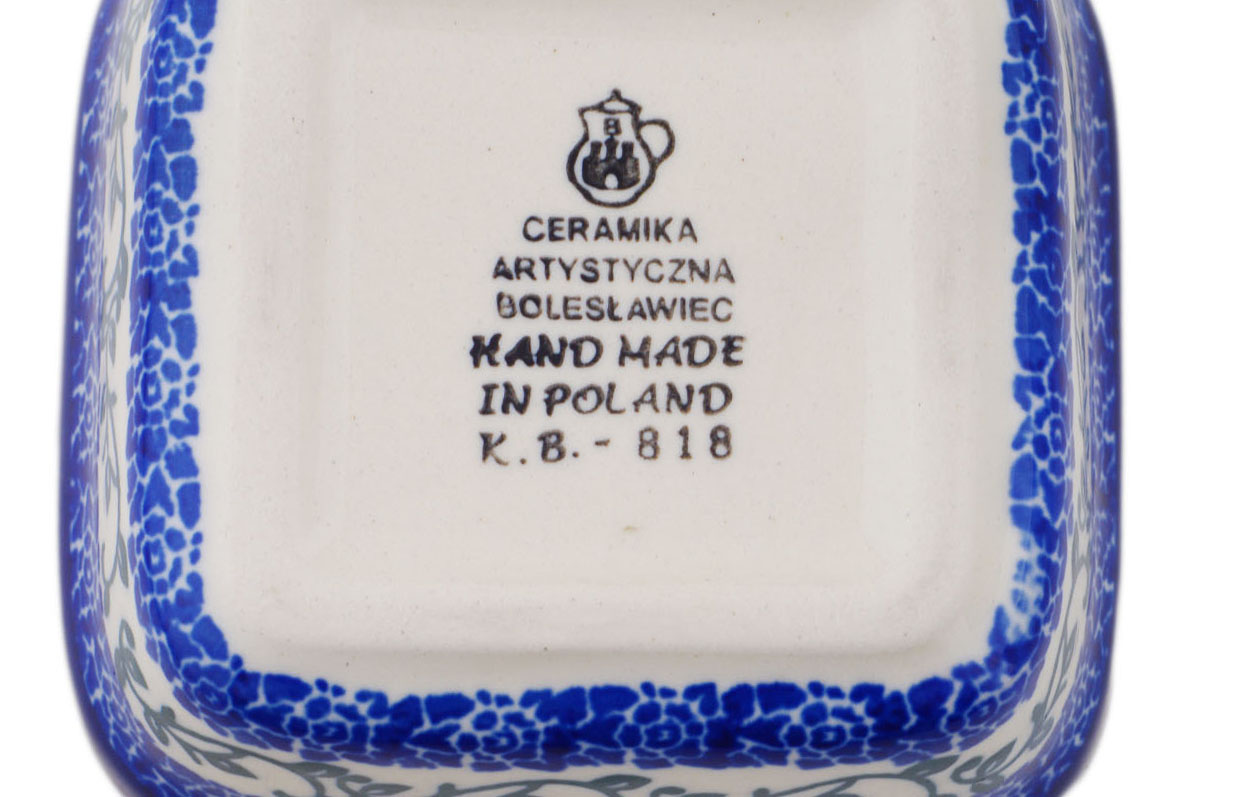 B
CERAMIKA
ARTYSTYCZNA
BOLESŁAWIEC
HAND MADE
IN POLAND
K.B.- 818